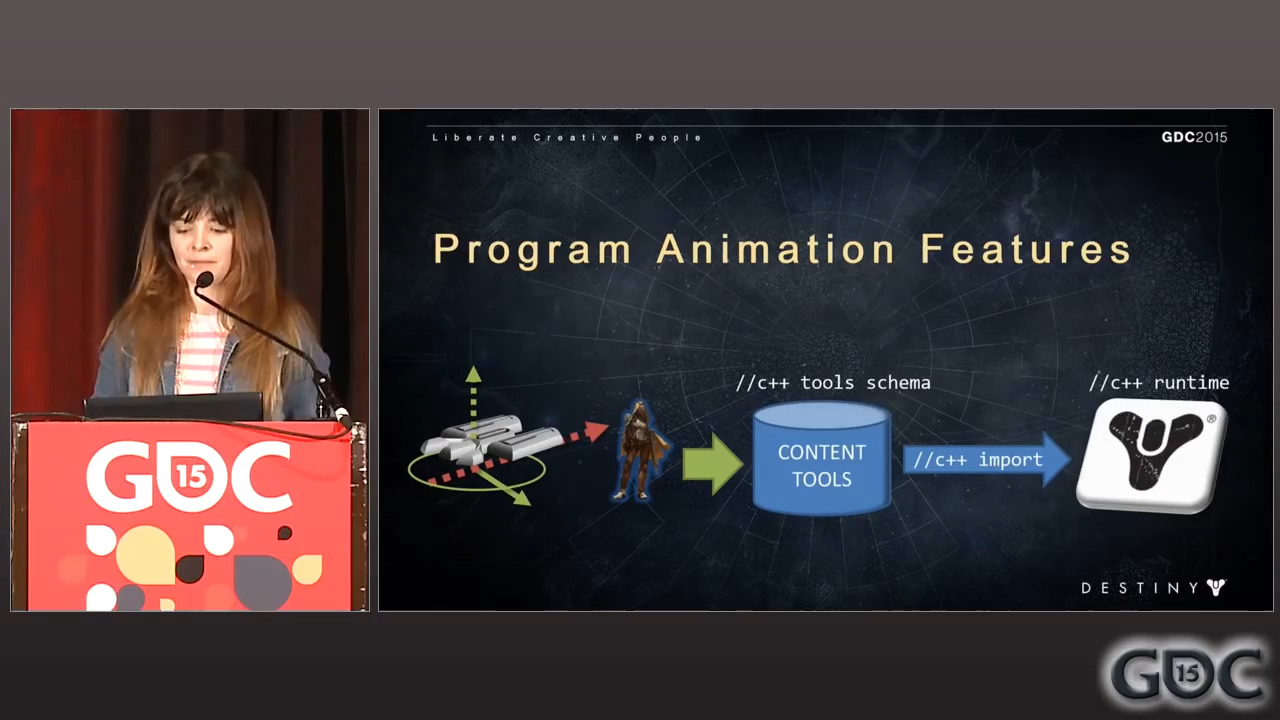 Liberate Creative People
GDC2015
Program Animation Features
//c++ tools schema
//c++ runtime
CONTENT
TOOLS
//c++ import
®
DESTINY
GDC
15
GDC
15